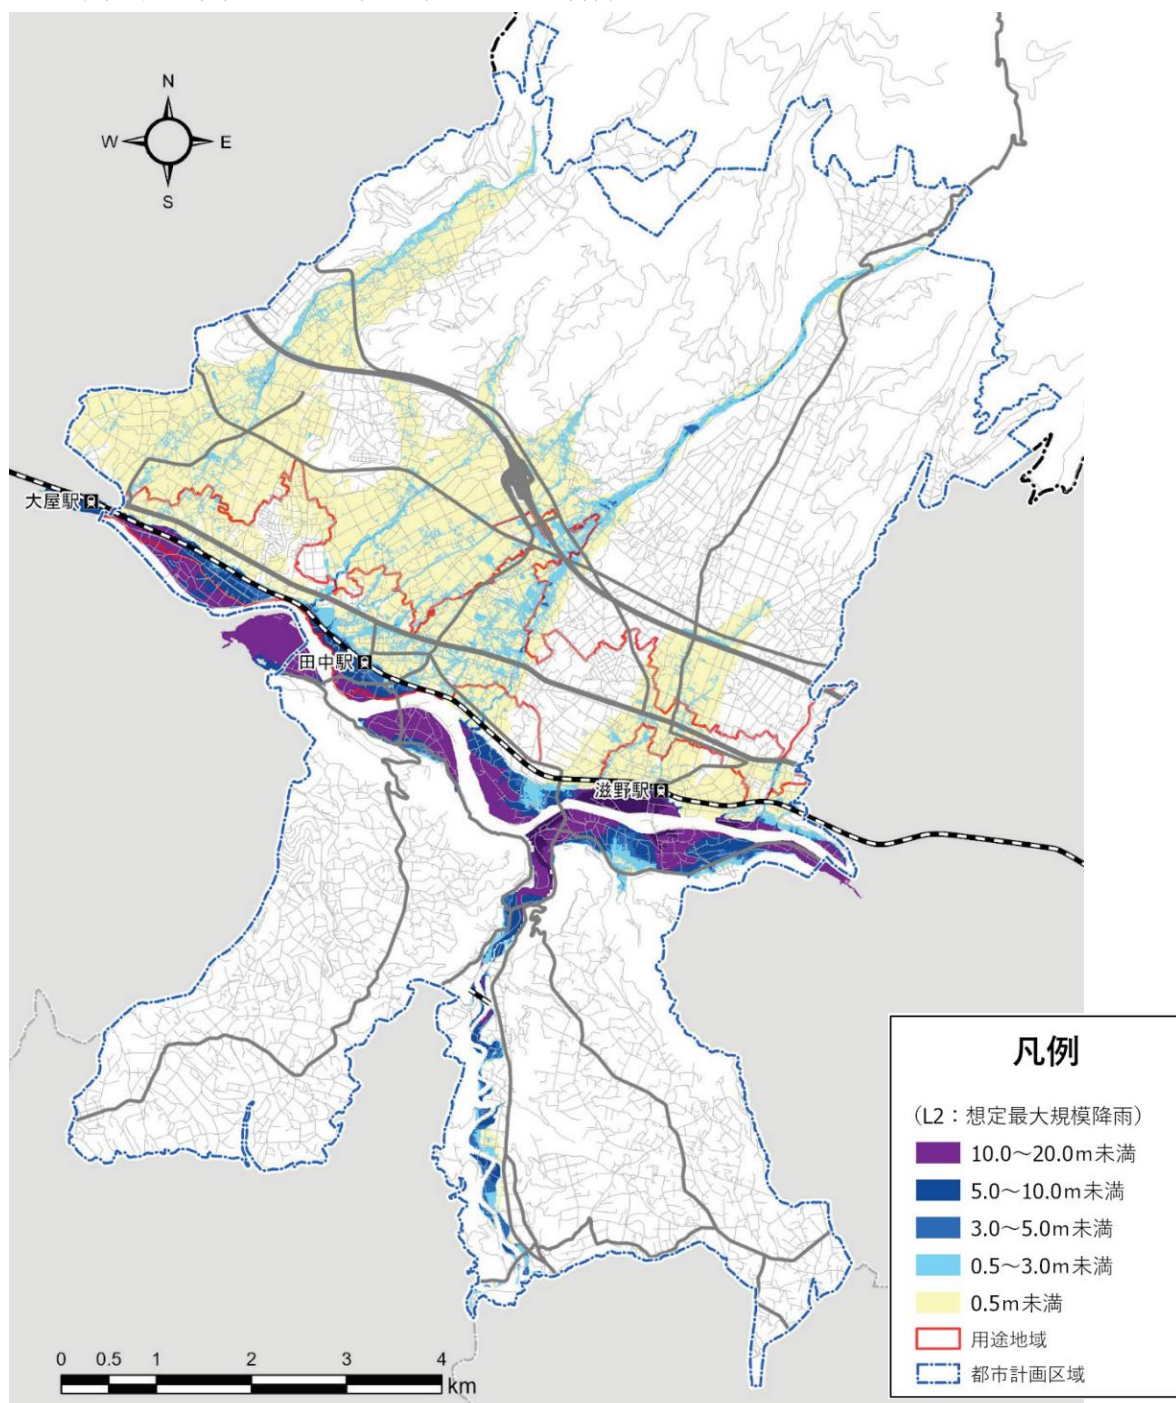 N
W
E
S
大屋駅
田中駅
滋野駅
凡例
（L2：想定最大規模降雨）
10.0～20.0m未満
5.0～10.0m未満
3.0～5.0m未満
0.5～3.0m未満
0.5m未満
用途地域
都市計画区域
0 0.5 1 2 3 4
km